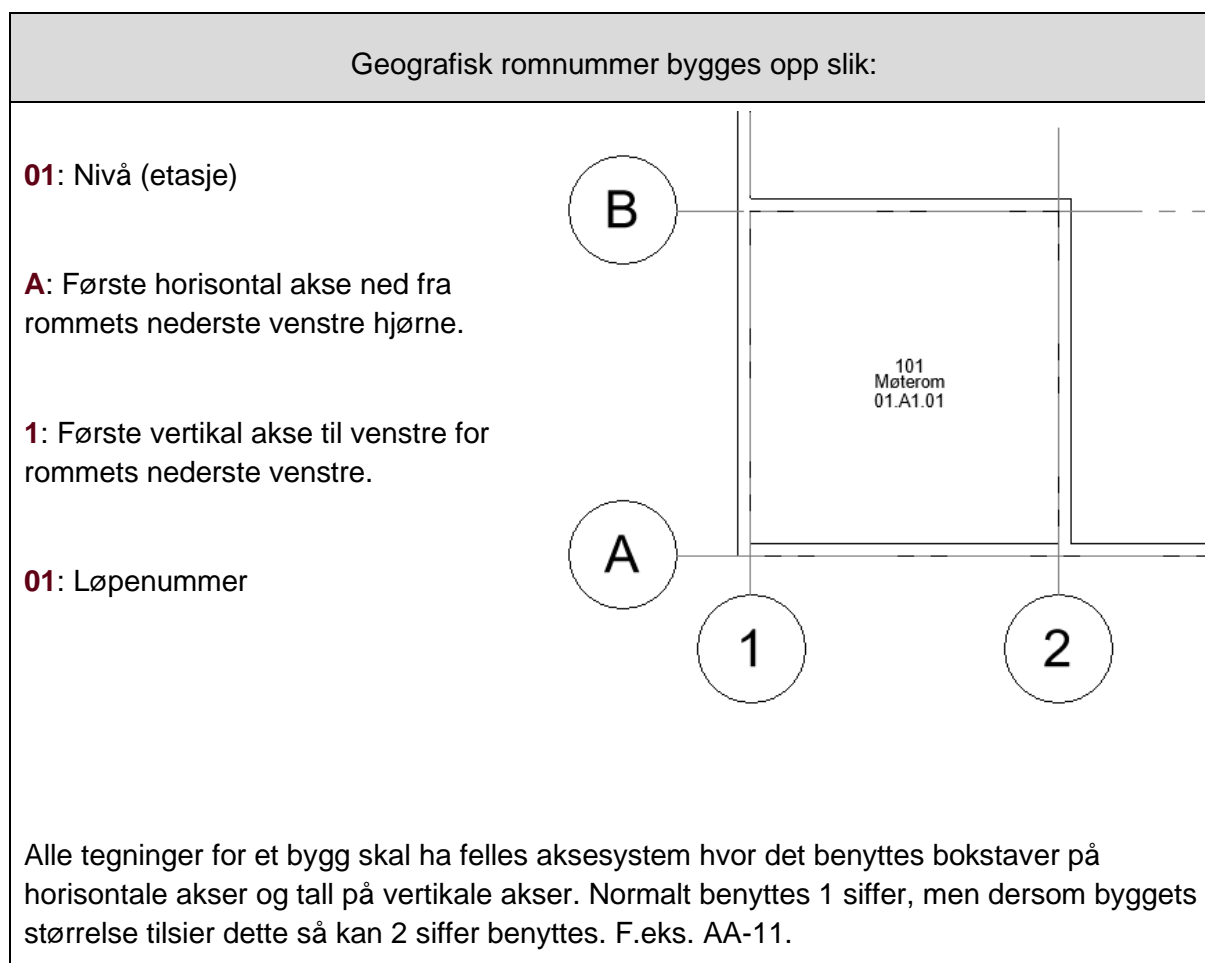 Geografisk romnummer bygges opp slik:
01: Nivå (etasje)
A: Første horisontal akse ned fra
rommets nederste venstre hjørne.
1: Første vertikal akse til venstre for
rommets nederste venstre.
01: Løpenummer
B
101
Møterom
01.A1.01
A
1
2
Alle tegninger for et bygg skal ha felles aksesystem hvor det benyttes bokstaver på
horisontale akser og tall på vertikale akser. Normalt benyttes 1 siffer, men dersom byggets
størrelse tilsier dette så kan 2 siffer benyttes. F.eks. AA-11.